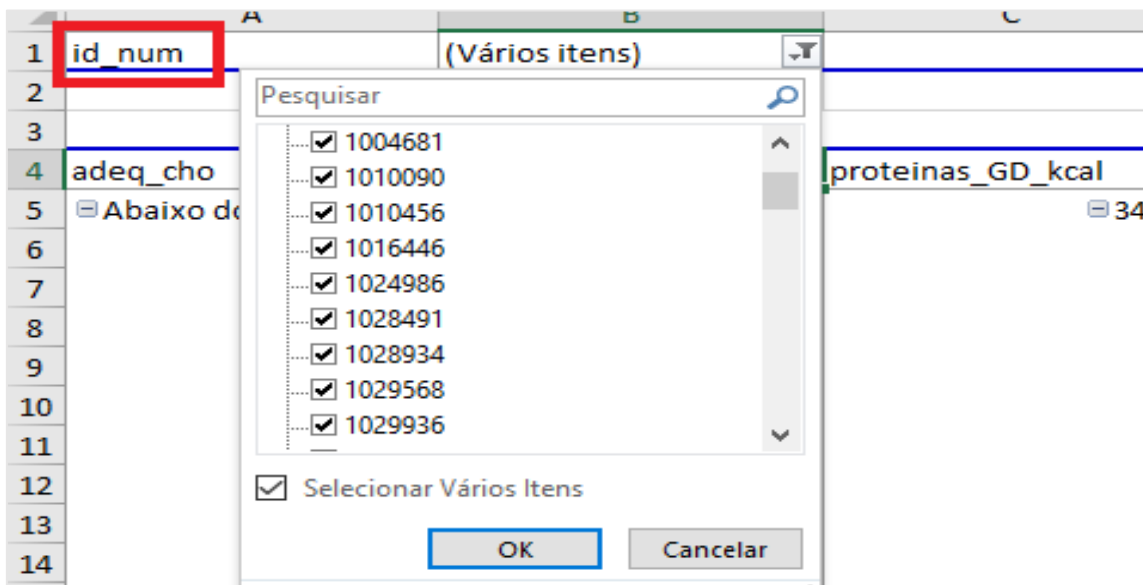 A B C
1 id_num (Vários itens)
2 Pesquisar
3 1004681
4 adeq_cho 1010090 proteinas_GD_kcal
5 Abaixo 1010456 34
6 1016446
7 1024986
8 1028491
9 1028934
10 1029568
11 1029936
12 Selecionar Vários Itens
13 OK Cancelar
14